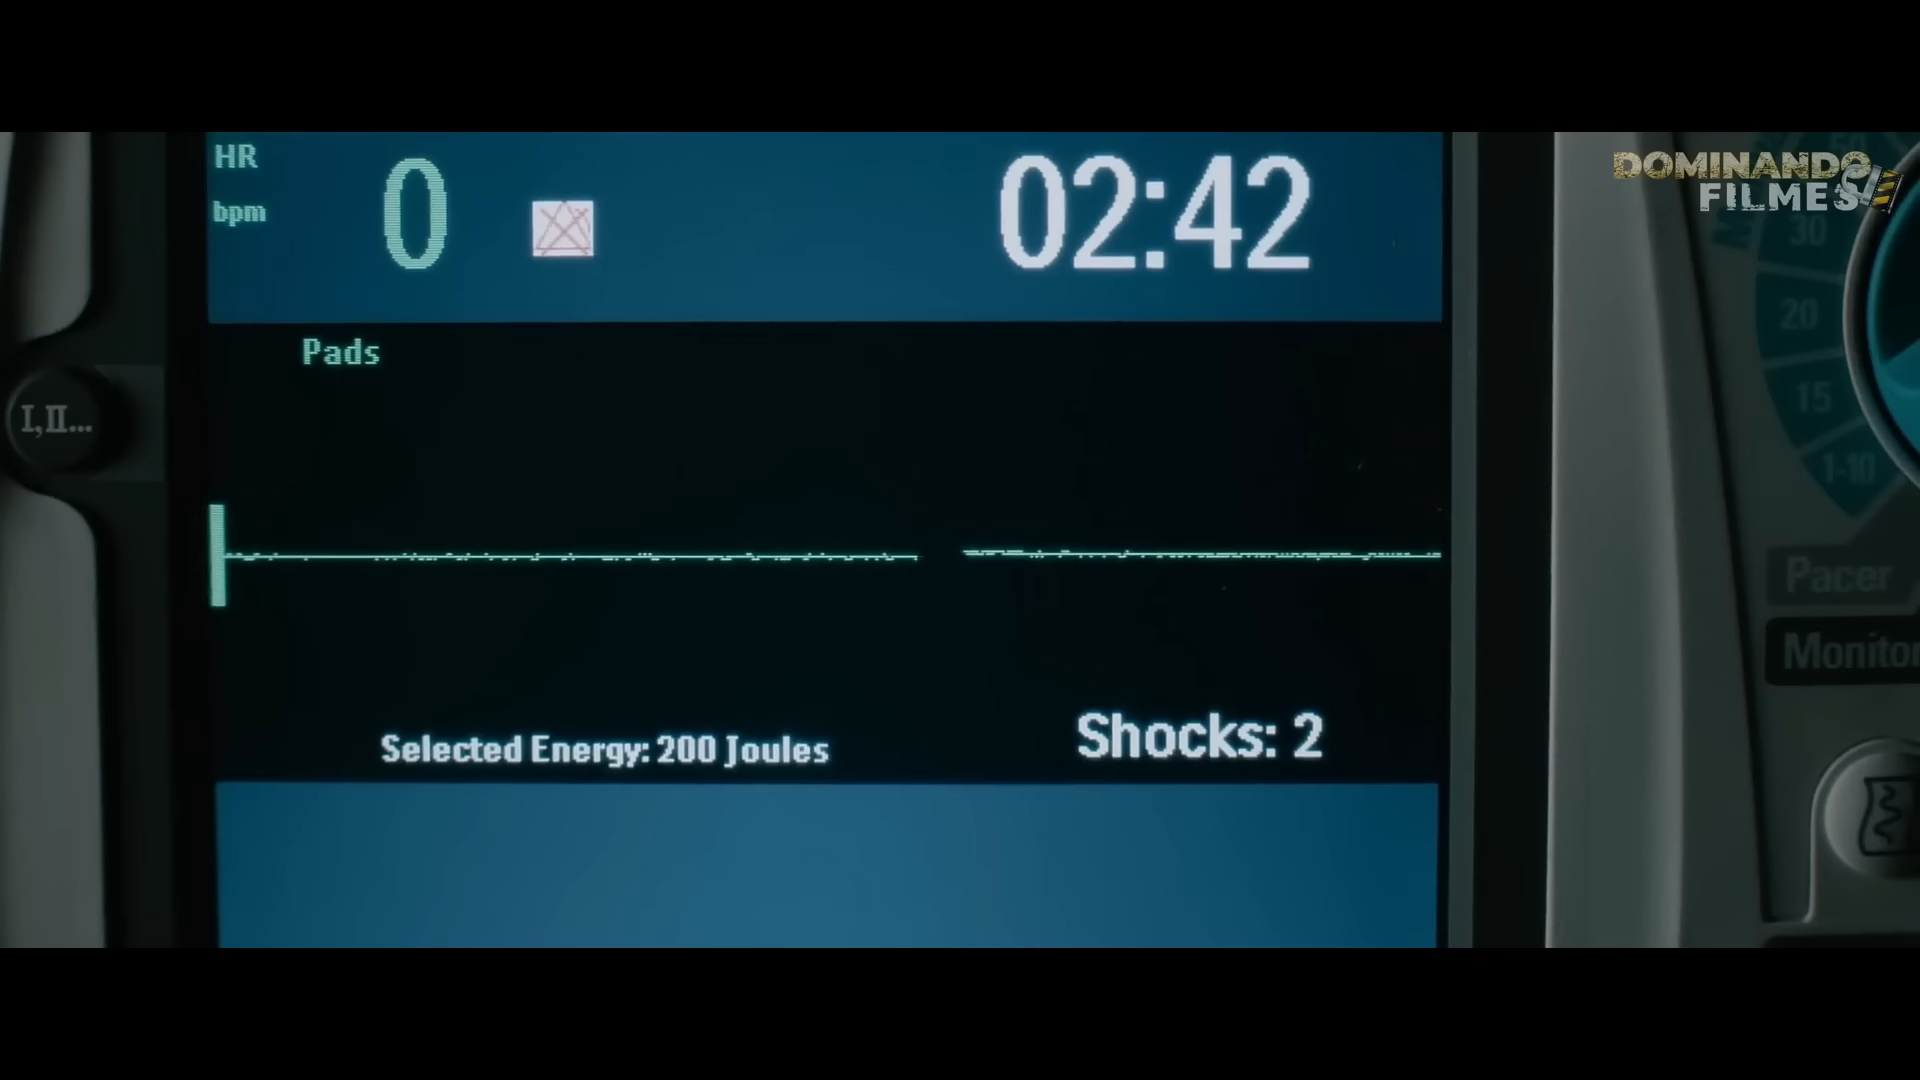 HR
bpm
0
02:42
DOMINANDO
FILMES
30
20
15
1-10
Pads
I,II...
Pacer
Monitor
Selected Energy: 200 Joules
Shocks: 2